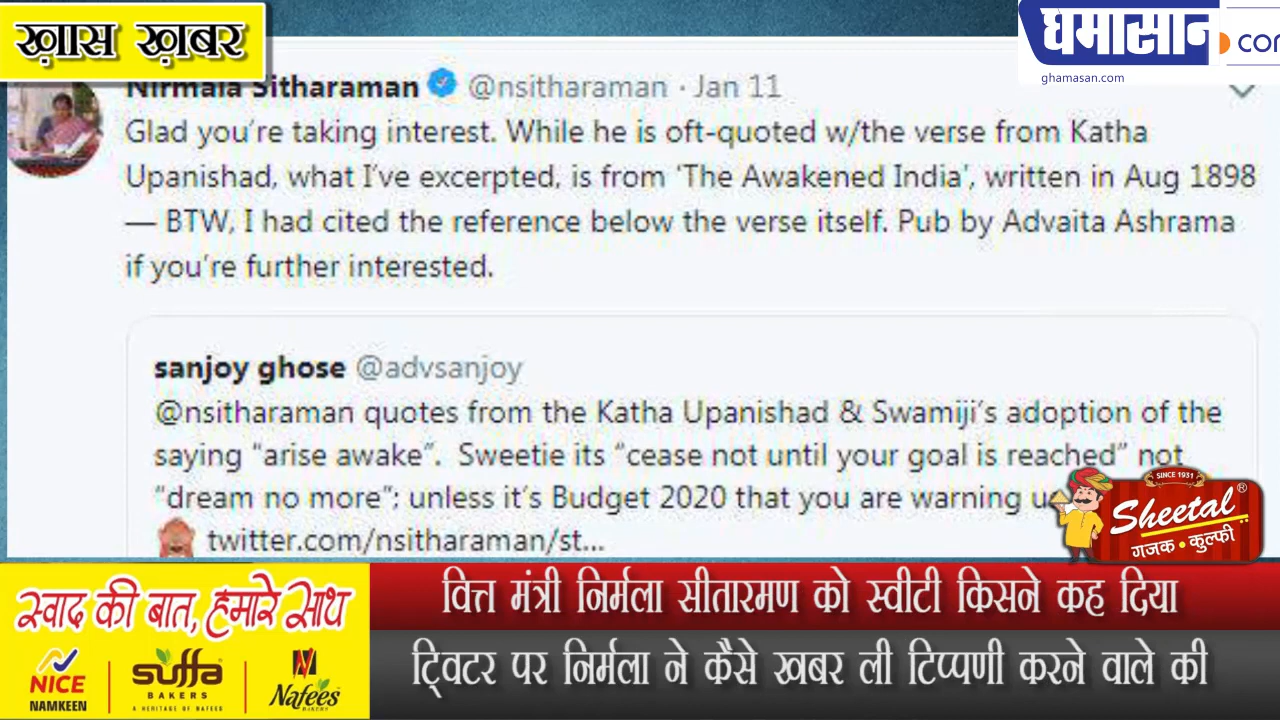 ख़ास ख़बर
घमासान
.com
ghamasan.com
Nirmala Sitharaman @nsitharaman · Jan 11
Glad you’re taking interest. While he is oft-quoted w/the verse from Katha
Upanishad, what I’ve excerpted, is from ‘The Awakened India’, written in Aug 1898
— BTW, I had cited the reference below the verse itself. Pub by Advaita Ashrama
if you’re further interested.
sanjoy ghose @advsanjoy
@nsitharaman quotes from the Katha Upanishad & Swamiji’s adoption of the
saying “arise awake”. Sweetie its “cease not until your goal is reached” not
“dream no more”; unless it’s Budget 2020 that you are warning
twitter.com/nsitharaman/st...
SINCE 1931
Sheetal®
गजक • कुल्फी
स्वाद की बात, हमारे साथ
NICE
NAMKEEN
suffa
BAKERS
A HERITAGE OF NAFEES
N
Nafees
BAKERY
वित्त मंत्री निर्मला सीतारमण को स्वीटी किसने कह दिया
ट्विटर पर निर्मला ने कैसे खबर ली टिप्पणी करने वाले की